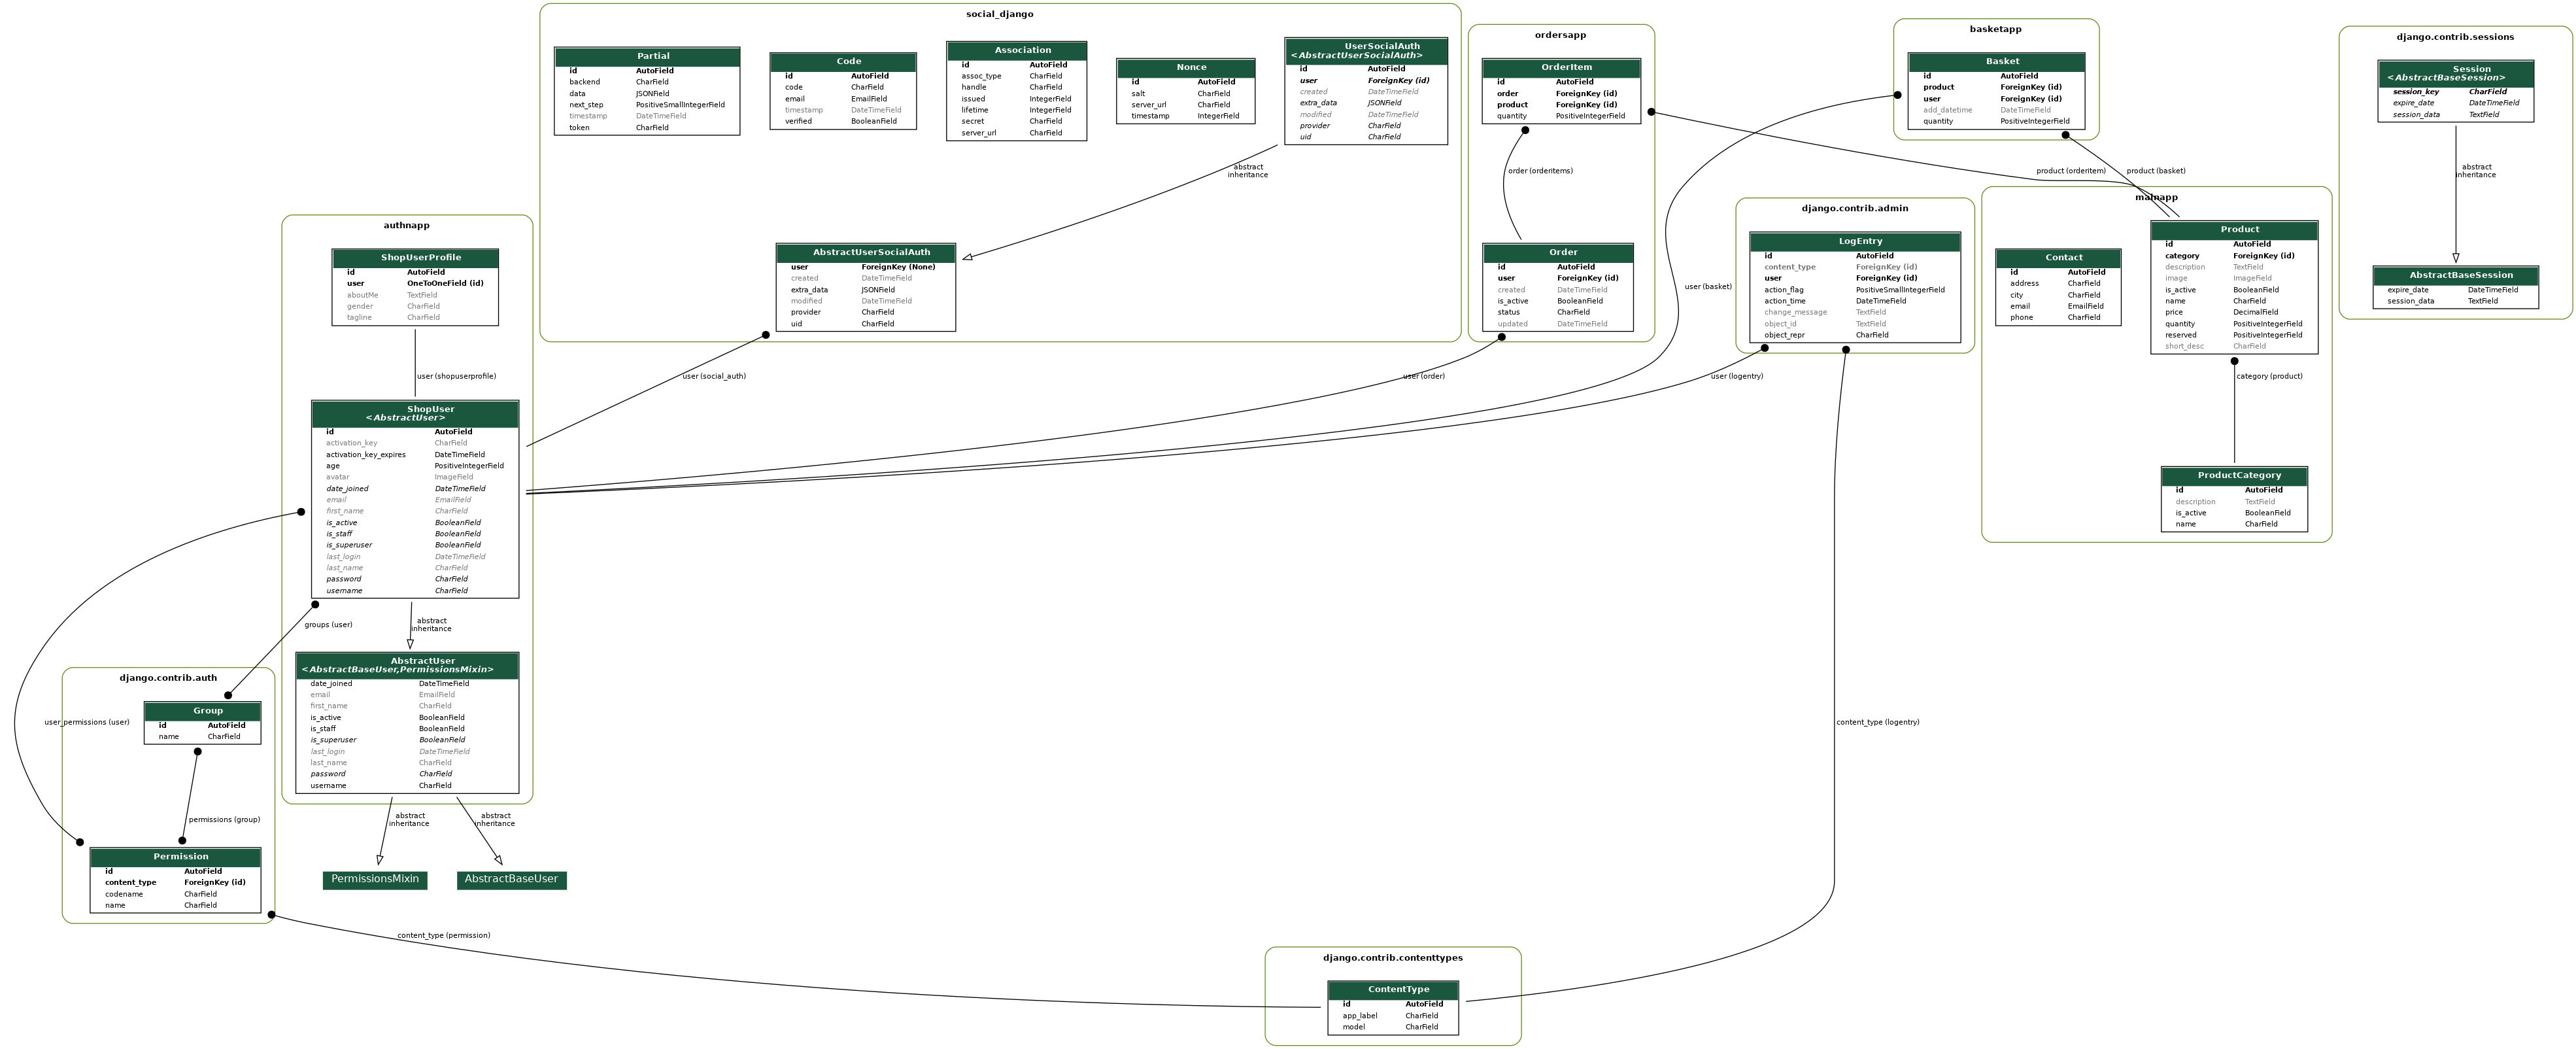 social_django
Partial
id AutoField
backend CharField
data JSONField
next_step PositiveSmallIntegerField
timestamp DateTimeField
token CharField
Code
id AutoField
code CharField
email EmailField
timestamp DateTimeField
verified BooleanField
Association
id AutoField
assoc_type CharField
handle CharField
issued IntegerField
lifetime IntegerField
secret CharField
server_url CharField
Nonce
id AutoField
salt CharField
server_url CharField
timestamp IntegerField
UserSocialAuth
<AbstractUserSocialAuth>
id AutoField
user ForeignKey (id)
created DateTimeField
extra_data JSONField
modified DateTimeField
provider CharField
uid CharField
abstract
inheritance
AbstractUserSocialAuth
user ForeignKey (None)
created DateTimeField
extra_data JSONField
modified DateTimeField
provider CharField
uid CharField
user (social_auth)
ordersapp
OrderItem
id AutoField
order ForeignKey (id)
product ForeignKey (id)
quantity PositiveIntegerField
order (orderitems)
Order
id AutoField
user ForeignKey (id)
created DateTimeField
is_active BooleanField
status CharField
updated DateTimeField
user (order)
basketapp
Basket
id AutoField
product ForeignKey (id)
user ForeignKey (id)
add_datetime DateTimeField
quantity PositiveIntegerField
product (orderitem)
product (basket)
user (basket)
django.contrib.sessions
Session
<AbstractBaseSession>
session_key CharField
expire_date DateTimeField
session_data TextField
abstract
inheritance
AbstractBaseSession
expire_date DateTimeField
session_data TextField
django.contrib.admin
LogEntry
id AutoField
content_type ForeignKey (id)
user ForeignKey (id)
action_flag PositiveSmallIntegerField
action_time DateTimeField
change_message TextField
object_id TextField
object_repr CharField
user (logentry)
content_type (logentry)
mainapp
Contact
id AutoField
address CharField
city CharField
email EmailField
phone CharField
Product
id AutoField
category ForeignKey (id)
description TextField
image ImageField
is_active BooleanField
name CharField
price DecimalField
quantity PositiveIntegerField
reserved PositiveIntegerField
short_desc CharField
category (product)
ProductCategory
id AutoField
description TextField
is_active BooleanField
name CharField
authnapp
ShopUserProfile
id AutoField
user OneToOneField (id)
aboutMe TextField
gender CharField
tagline CharField
user (shopuserprofile)
ShopUser
<AbstractUser>
id AutoField
activation_key CharField
activation_key_expires DateTimeField
age PositiveIntegerField
avatar ImageField
date_joined DateTimeField
email EmailField
first_name CharField
is_active BooleanField
is_staff BooleanField
is_superuser BooleanField
last_login DateTimeField
last_name CharField
password CharField
username CharField
groups (user)
abstract
inheritance
AbstractUser
<AbstractBaseUser,PermissionsMixin>
date_joined DateTimeField
email EmailField
first_name CharField
is_active BooleanField
is_staff BooleanField
is_superuser BooleanField
last_login DateTimeField
last_name CharField
password CharField
username CharField
abstract
inheritance
abstract
inheritance
PermissionsMixin
AbstractBaseUser
django.contrib.auth
Group
id AutoField
name CharField
user_permissions (user)
permissions (group)
Permission
id AutoField
content_type ForeignKey (id)
codename CharField
name CharField
content_type (permission)
django.contrib.contenttypes
ContentType
id AutoField
app_label CharField
model CharField